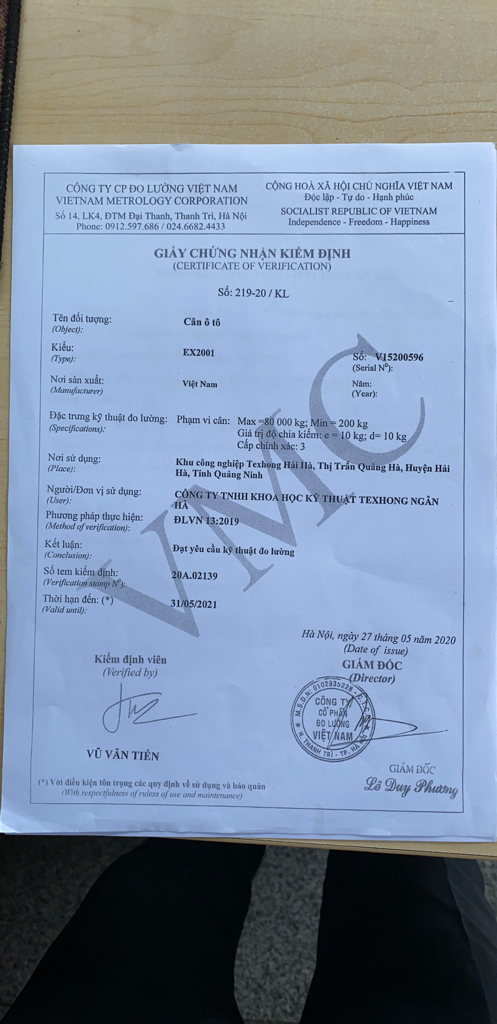 CÔNG TY CP ĐO LƯỜNG VIỆT NAM
VIETNAM METROLOGY CORPORATION
Số 14, LK4, ĐTM Đại Thanh, Thanh Trì, Hà Nội
Phone: 0912.597.686 / 024.6682.4433
CỘNG HOÀ XÃ HỘI CHỦ NGHĨA VIỆT NAM
Độc lập - Tự do - Hạnh phúc
SOCIALIST REPUBLIC OF VIETNAM
Independence - Freedom - Happiness
GIẤY CHỨNG NHẬN KIỂM ĐỊNH
(CERTIFICATE OF VERIFICATION)
Số: 219-20 / KL
Tên đối tượng: Cân ô tô
(Object):
Kiểu: EX2001 Số: V15200596
(Type): (Serial Nº):
Nơi sản xuất: Việt Nam Năm:
(Manufacturer) (Year):
Đặc trưng kỹ thuật đo lường: Phạm vi cân: Max =80 000 kg; Min = 200 kg
(Specifications): Giá trị độ chia kiểm: e = 10 kg; d= 10 kg
Cấp chính xác: 3
Nơi sử dụng: Khu công nghiệp Texhong Hải Hà, Thị Trấn Quảng Hà, Huyện Hải
(Place): Hà, Tỉnh Quảng Ninh
Người/Đơn vị sử dụng: CÔNG TY TNHH KHOA HỌC KỸ THUẬT TEXHONG NGÂN
(User): HÀ
Phương pháp thực hiện: ĐLVN 13:2019
(Method of verification):
Kết luận: Đạt yêu cầu kỹ thuật đo lường
(Conclusion):
Số tem kiểm định: 20A.02139
(Verification stamp Nº):
Thời hạn đến: (*) 31/05/2021
(Valid until):
VMC
Hà Nội, ngày 27 tháng 05 năm 2020
(Date of issue)
Kiểm định viên
(Verified by)
GIÁM ĐỐC
(Director)
M.S.D.N: 0102935228
CÔNG TY
CỔ PHẦN
ĐO LƯỜNG
VIỆT NAM
H. THANH TRÌ - TP. HÀ NỘI
VŨ VĂN TIẾN
GIÁM ĐỐC
Lê Duy Phương
(*) Với điều kiện tôn trọng các quy định về sử dụng và bảo quản
(With respectfulness of ruless of use and maintenance)